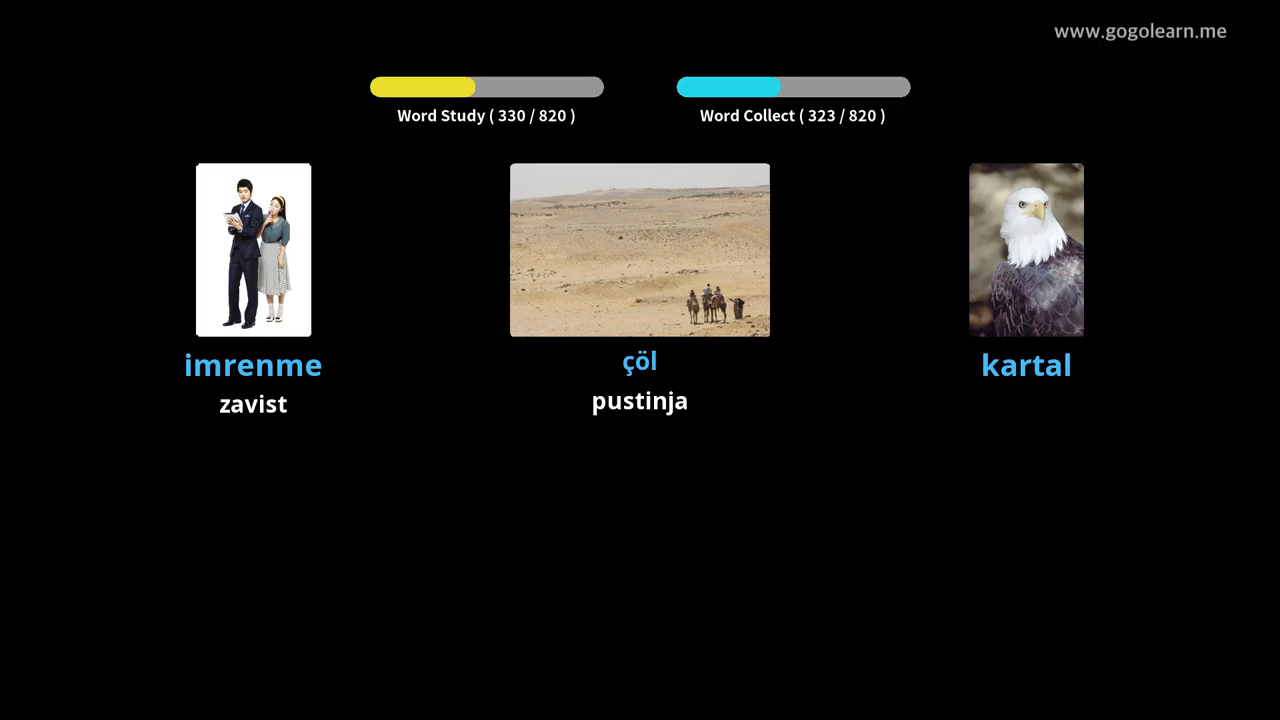 www.gogolearn.me
Word Study ( 330 / 820 )
Word Collect ( 323 / 820 )
imrenme
zavist
çöl
pustinja
kartal